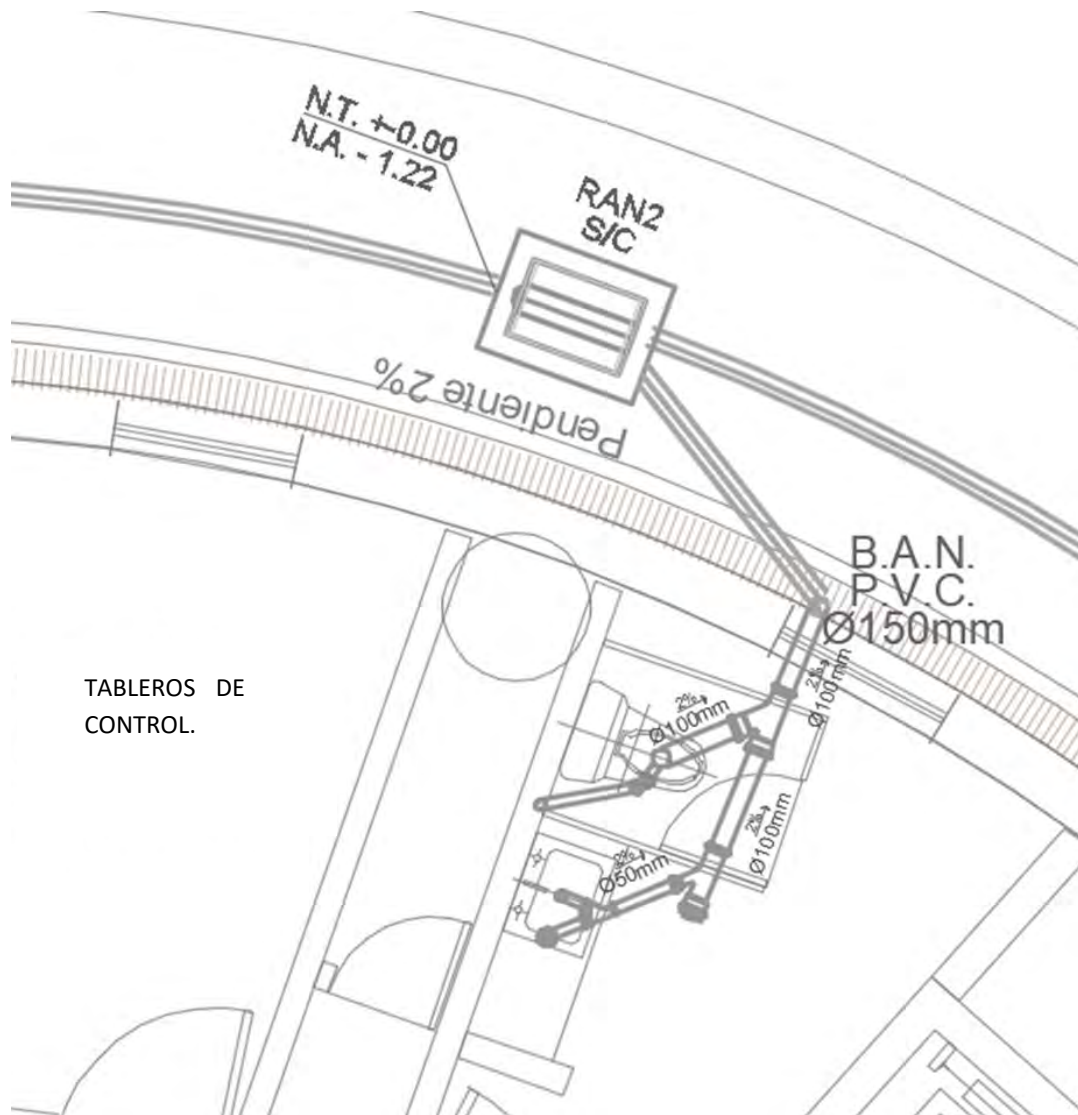 N.T. +-0.00
N.A. - 1.22
RAN2
S/C
Pendiente 2%
B.A.N.
P.V.C.
Ø150mm
TABLEROS DE
CONTROL.
2%
Ø100mm
2%
Ø100mm
2%
Ø100mm
2%
Ø50mm